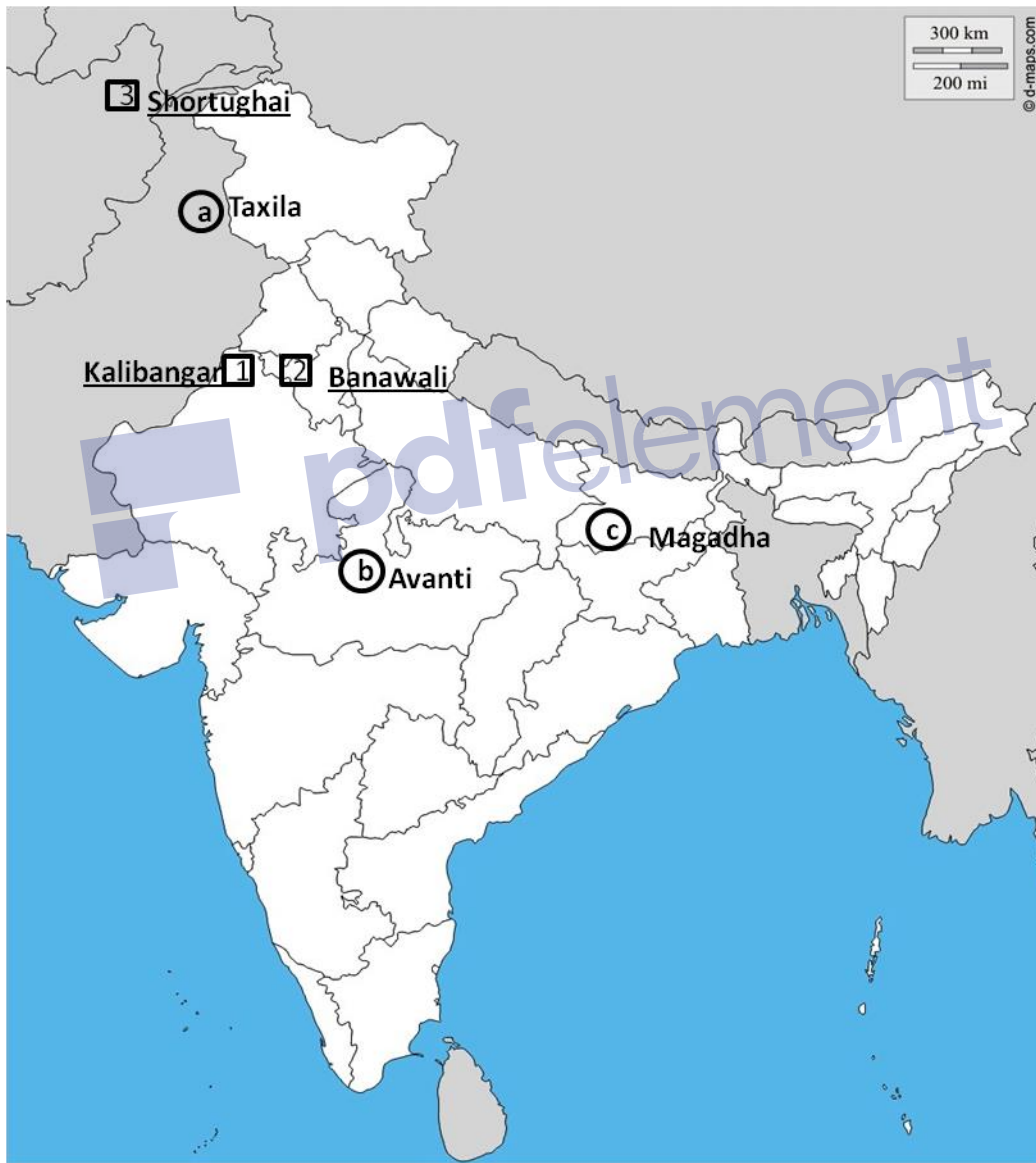 300 km
200 mi
© d-maps.com
3 Shortughai
a Taxila
Kalibangan 1 2 Banawali
pdfelement
c Magadha
b Avanti